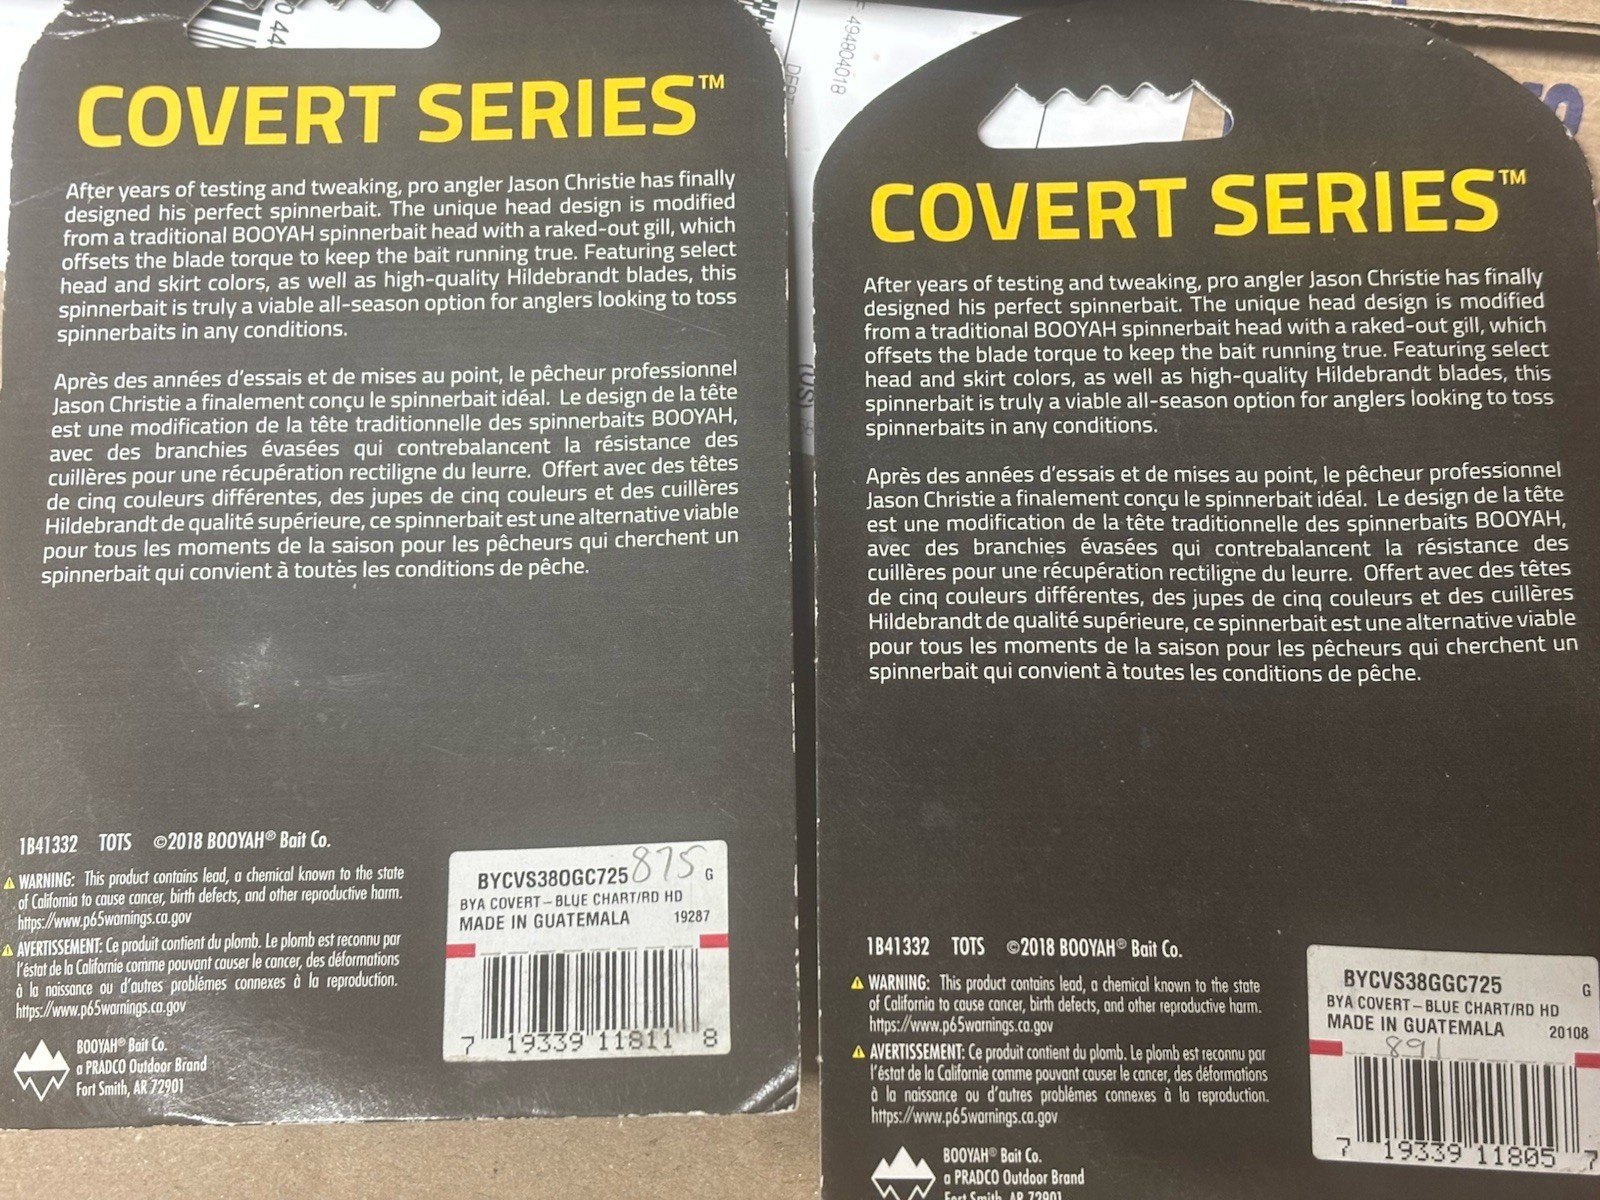 0 44
COVERT SERIES™
After years of testing and tweaking, pro angler Jason Christie has finally
designed his perfect spinnerbait. The unique head design is modified
from a traditional BOOYAH spinnerbait head with a raked-out gill, which
offsets the blade torque to keep the bait running true. Featuring select
head and skirt colors, as well as high-quality Hildebrandt blades, this
spinnerbait is truly a viable all-season option for anglers looking to toss
spinnerbaits in any conditions.
Après des années d'essais et de mises au point, le pêcheur professionnel
Jason Christie a finalement conçu le spinnerbait idéal. Le design de la tête
est une modification de la tête traditionnelle des spinnerbaits BOOYAH,
avec des branchies évasées qui contrebalancent la résistance des
cuillères pour une récupération rectiligne du leurre. Offert avec des têtes
de cinq couleurs différentes, des jupes de cinq couleurs et des cuillères
Hildebrandt de qualité supérieure, ce spinnerbait est une alternative viable
pour tous les moments de la saison pour les pêcheurs qui cherchent un
spinnerbait qui convient à toutes les conditions de pêche.
1B41332 TOTS ©2018 BOOYAH® Bait Co.
WARNING: This product contains lead, a chemical known to the state
of California to cause cancer, birth defects, and other reproductive harm.
https://www.p65warnings.ca.gov
AVERTISSEMENT: Ce produit contient du plomb. Le plomb est reconnu par
l'éstat de la Californie comme pouvant causer le cancer, des déformations
à la naissance ou d'autres problémes connexes à la reproduction.
https://www.p65warnings.ca.gov
BOOYAH® Bait Co.
a PRADCO Outdoor Brand
Fort Smith, AR 72901
BYCVS380GC725 875 G
BYA COVERT-BLUE CHART/RD HD
MADE IN GUATEMALA 19287
7 19339 11811 8
DEPT
494804018
(US)
COVERT SERIES™
After years of testing and tweaking, pro angler Jason Christie has finally
designed his perfect spinnerbait. The unique head design is modified
from a traditional BOOYAH spinnerbait head with a raked-out gill, which
offsets the blade torque to keep the bait running true. Featuring select
head and skirt colors, as well as high-quality Hildebrandt blades, this
spinnerbait is truly a viable all-season option for anglers looking to toss
spinnerbaits in any conditions.
Après des années d'essais et de mises au point, le pêcheur professionnel
Jason Christie a finalement conçu le spinnerbait idéal. Le design de la tête
est une modification de la tête traditionnelle des spinnerbaits BOOYAH,
avec des branchies évasées qui contrebalancent la résistance des
cuillères pour une récupération rectiligne du leurre. Offert avec des têtes
de cinq couleurs différentes, des jupes de cinq couleurs et des cuillères
Hildebrandt de qualité supérieure, ce spinnerbait est une alternative viable
pour tous les moments de la saison pour les pêcheurs qui cherchent un
spinnerbait qui convient à toutes les conditions de pêche.
1B41332 TOTS ©2018 BOOYAH® Bait Co.
WARNING: This product contains lead, a chemical known to the state
of California to cause cancer, birth defects, and other reproductive harm.
https://www.p65warnings.ca.gov
AVERTISSEMENT: Ce produit contient du plomb. Le plomb est reconnu par
l'éstat de la Californie comme pouvant causer le cancer, des déformations
à la naissance ou d'autres problémes connexes à la reproduction.
https://www.p65warnings.ca.gov
BOOYAH® Bait Co.
a PRADCO Outdoor Brand
Fort Smith, AR 72901
BYCVS38GGC725 G
BYA COVERT-BLUE CHART/RD HD
MADE IN GUATEMALA 20108
891
7 19339 11805 7